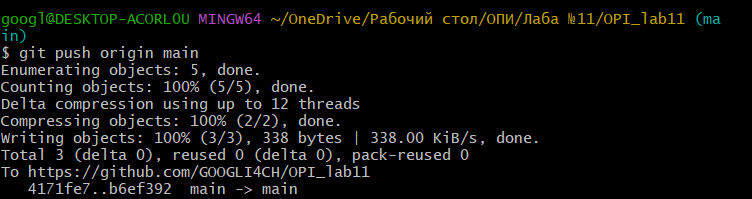 googl@DESKTOP-ACORLOU MINGW64 ~/OneDrive/Рабочий стол/ОПИ/Лаба №11/OPI_lab11 (ma
in)
$ git push origin main
Enumerating objects: 5, done.
Counting objects: 100% (5/5), done.
Delta compression using up to 12 threads
Compressing objects: 100% (2/2), done.
Writing objects: 100% (3/3), 338 bytes | 338.00 KiB/s, done.
Total 3 (delta 0), reused 0 (delta 0), pack-reused 0
To https://github.com/GOOGLI4CH/OPI_lab11
   4171fe7..b6ef392  main -> main